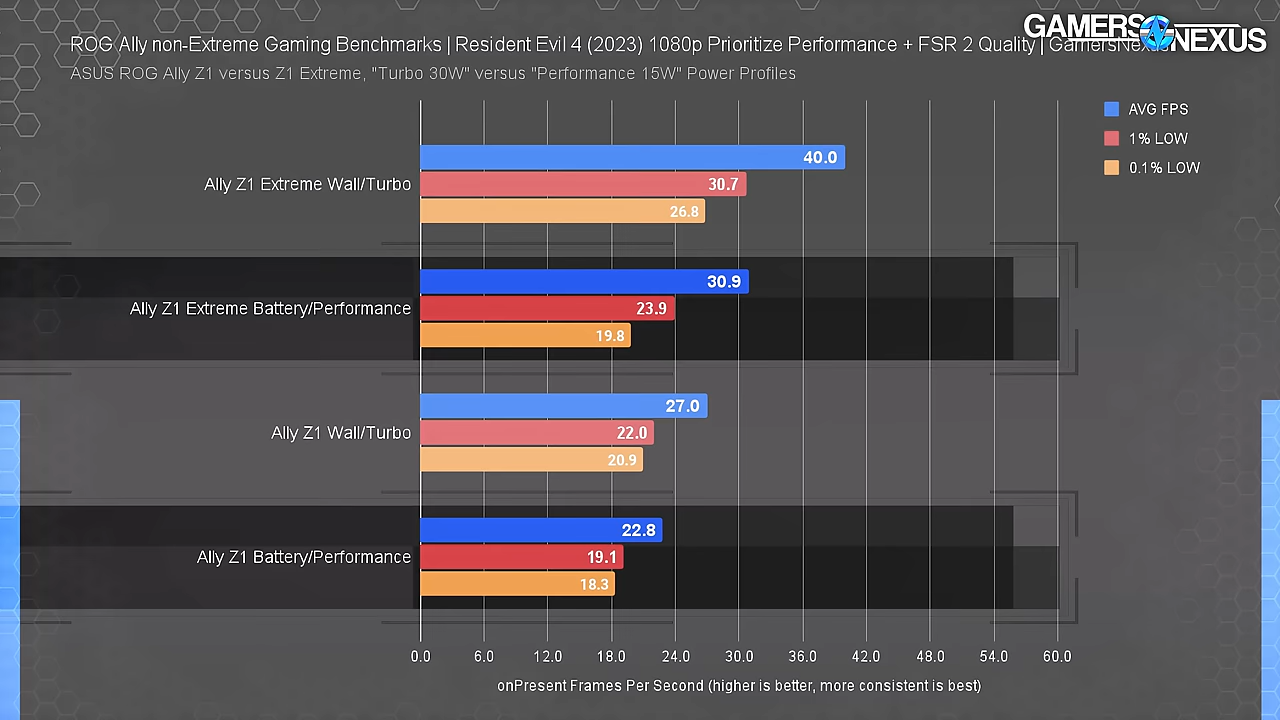 GAMERS NEXUS
ROG Ally non-Extreme Gaming Benchmarks | Resident Evil 4 (2023) 1080p Prioritize Performance + FSR 2 Quality | GamersNexus
ASUS ROG Ally Z1 versus Z1 Extreme, "Turbo 30W" versus "Performance 15W" Power Profiles
AVG FPS
1% LOW
0.1% LOW
Ally Z1 Extreme Wall/Turbo
40.0
30.7
26.8
Ally Z1 Extreme Battery/Performance
30.9
23.9
19.8
Ally Z1 Wall/Turbo
27.0
22.0
20.9
Ally Z1 Battery/Performance
22.8
19.1
18.3
0.0 6.0 12.0 18.0 24.0 30.0 36.0 42.0 48.0 54.0 60.0
onPresent Frames Per Second (higher is better, more consistent is best)